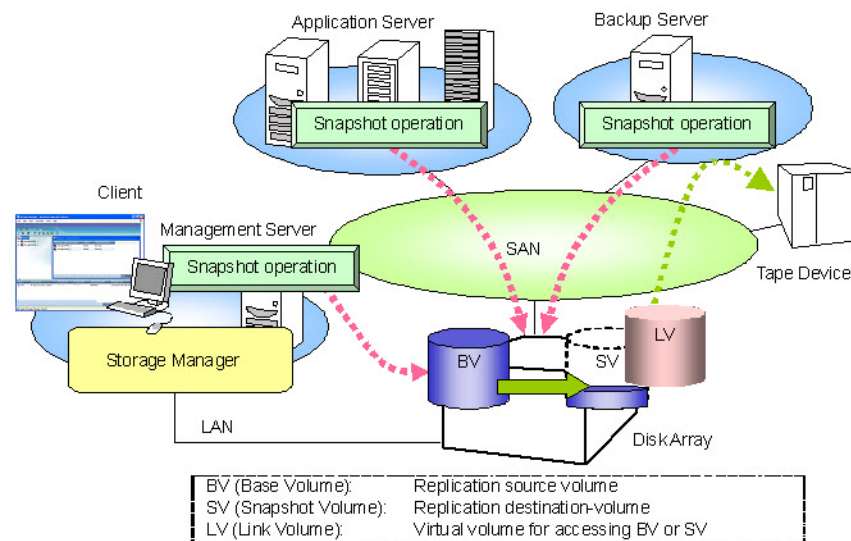 Application Server
Backup Server
Snapshot operation
Snapshot operation
Client
Management Server
Snapshot operation
SAN
Tape Device
Storage Manager
BV
SV
LV
LAN
Disk Array
BV (Base Volume): Replication source volume
SV (Snapshot Volume): Replication destination-volume
LV (Link Volume): Virtual volume for accessing BV or SV